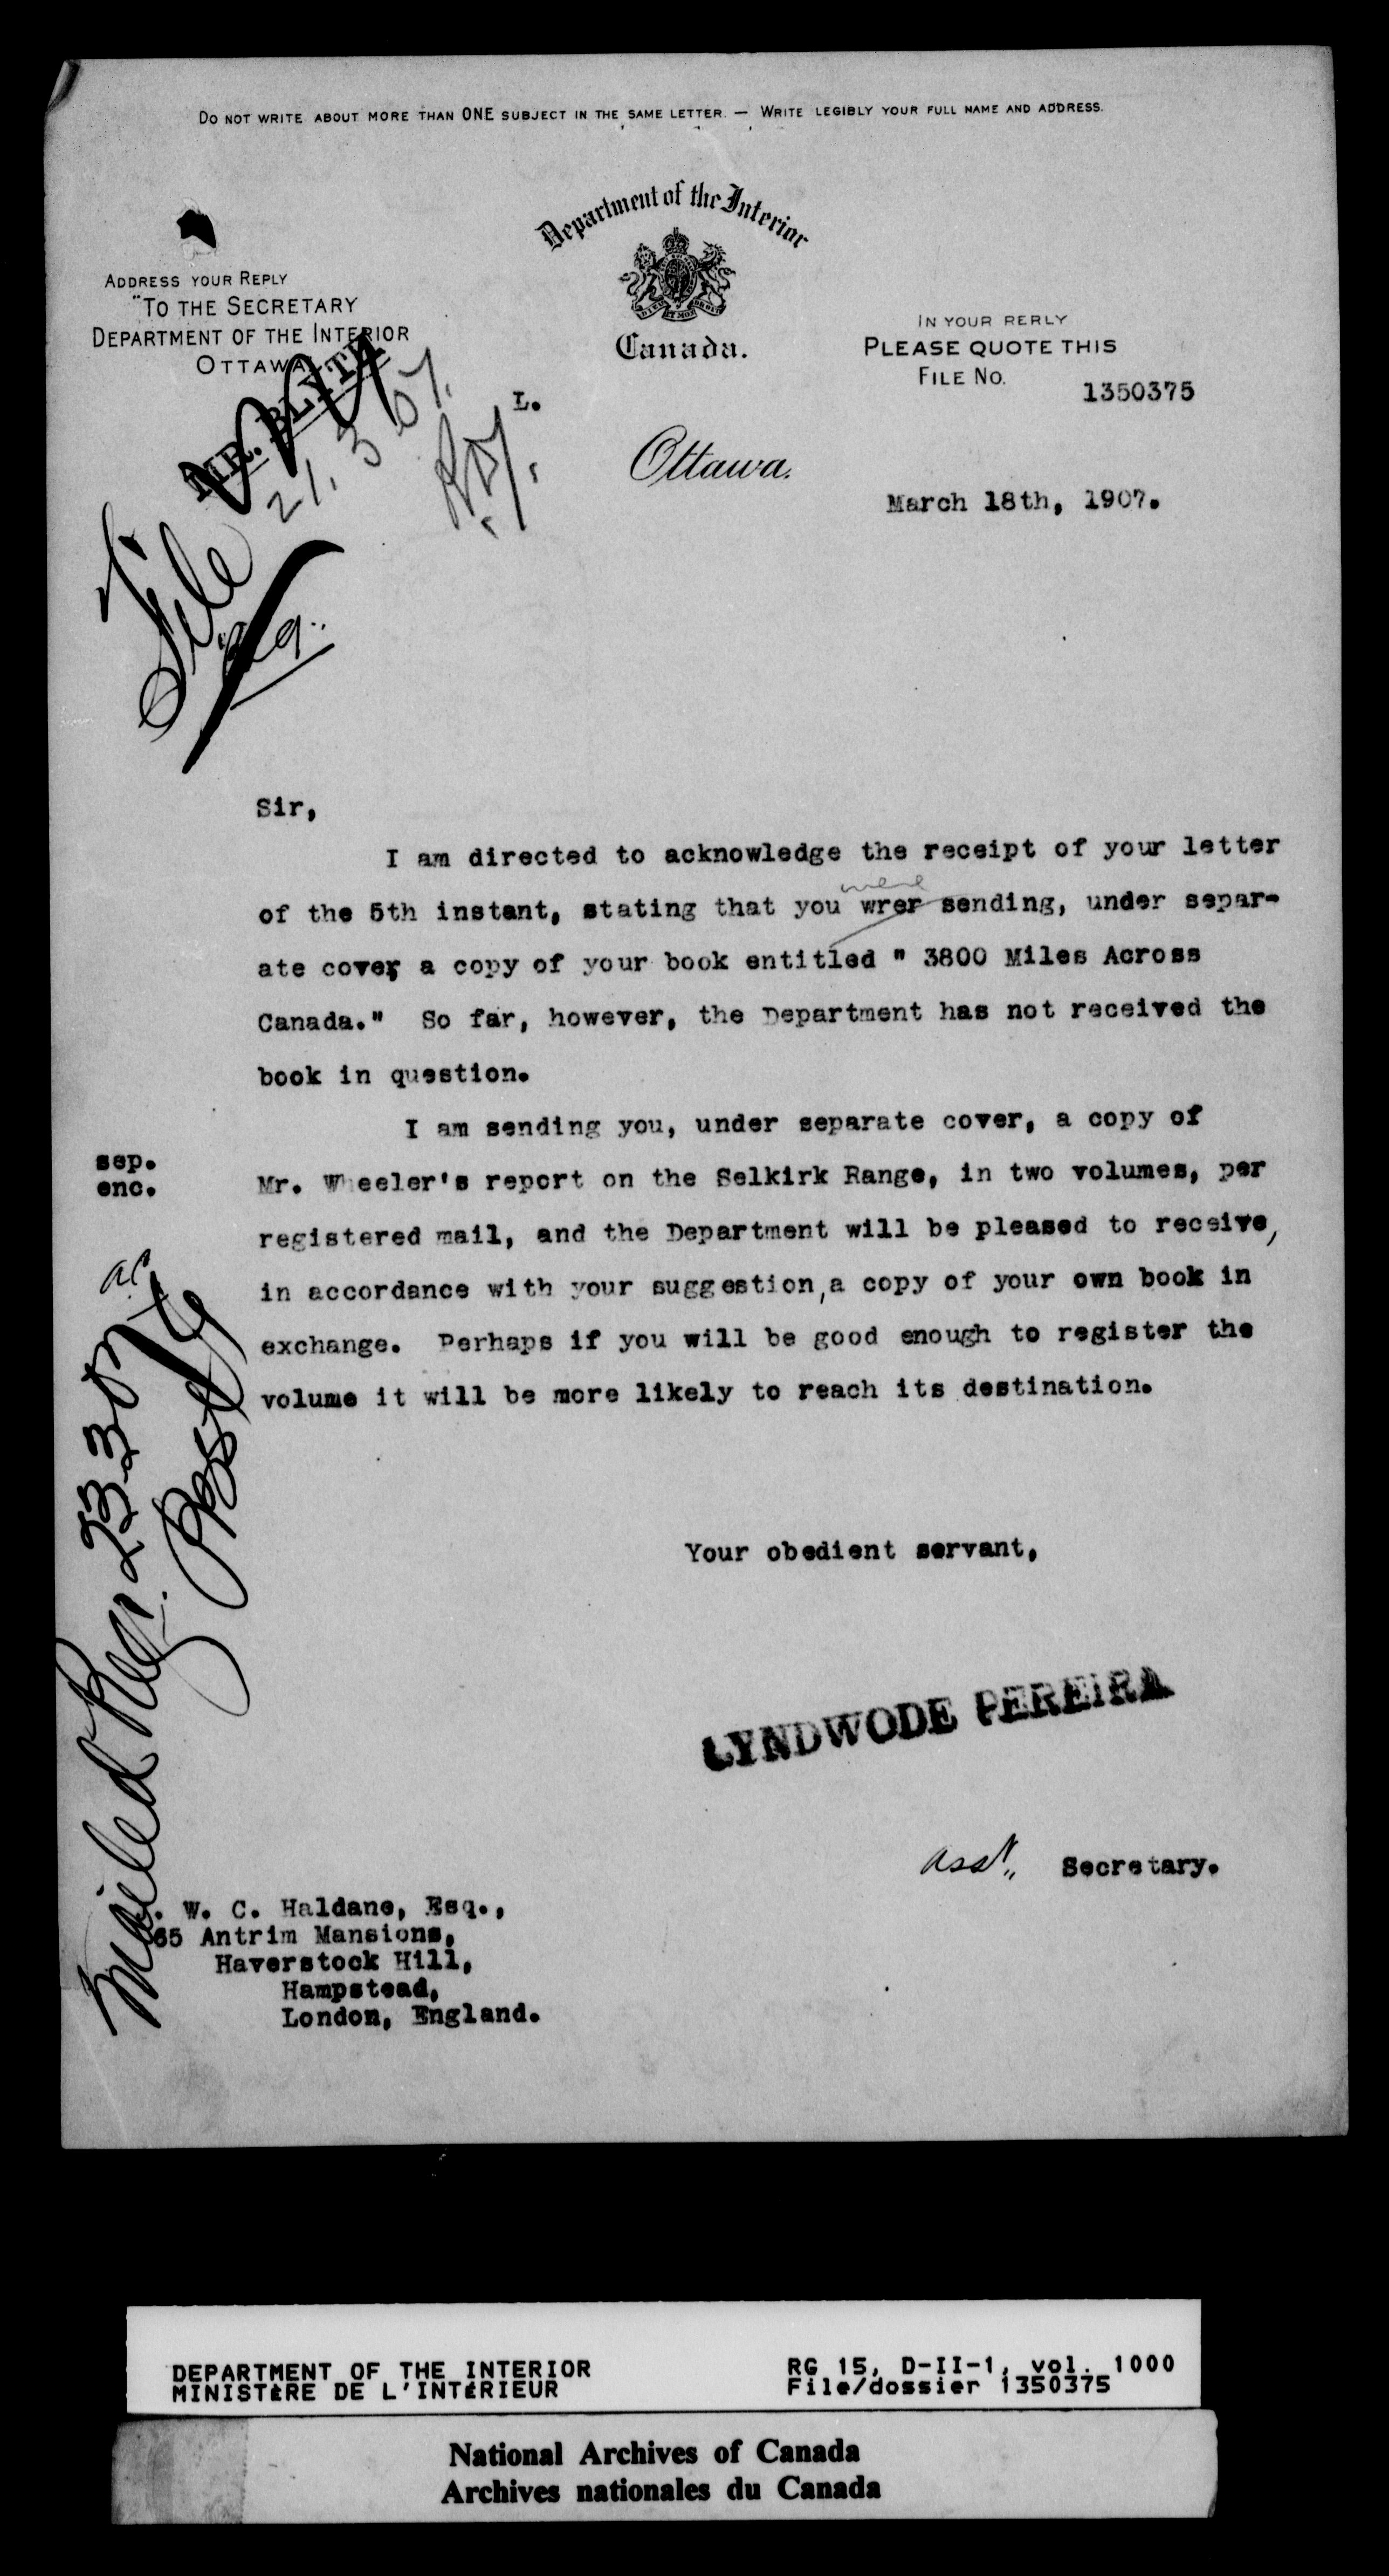 DO NOT WRITE ABOUT MORE THAN ONE SUBJECT IN THE SAME LETTER. — WRITE LEGIBLY YOUR FULL NAME AND ADDRESS.
Department of the Interior
Canada.
ADDRESS YOUR REPLY
"TO THE SECRETARY
DEPARTMENT OF THE INTERIOR
OTTAWA
IN YOUR REPLY
PLEASE QUOTE THIS
FILE NO. 1350375
MR. BLYTH
21.3.07.
L.
Ottawa.
March 18th, 1907.
File
Sir,
I am directed to acknowledge the receipt of your letter
were
of the 5th instant, stating that you wrer sending, under separ-
ate cover, a copy of your book entitled " 3800 Miles Across
Canada." So far, however, the Department has not received the
book in question.
I am sending you, under separate cover, a copy of
sep.
enc.
Mr. Wheeler's report on the Selkirk Range, in two volumes, per
registered mail, and the Department will be pleased to receive,
in accordance with your suggestion, a copy of your own book in
exchange. Perhaps if you will be good enough to register the
volume it will be more likely to reach its destination.
Mailed Reg. 23.3.07
Your obedient servant,
LYNDWODE PEREIRA
Asst. Secretary.
W. C. Haldane, Esq.,
65 Antrim Mansions,
Haverstock Hill,
Hampstead,
London, England.
DEPARTMENT OF THE INTERIOR
MINISTÈRE DE L'INTÉRIEUR
RG 15, D-II-1, vol. 1000
File/dossier 1350375
National Archives of Canada
Archives nationales du Canada